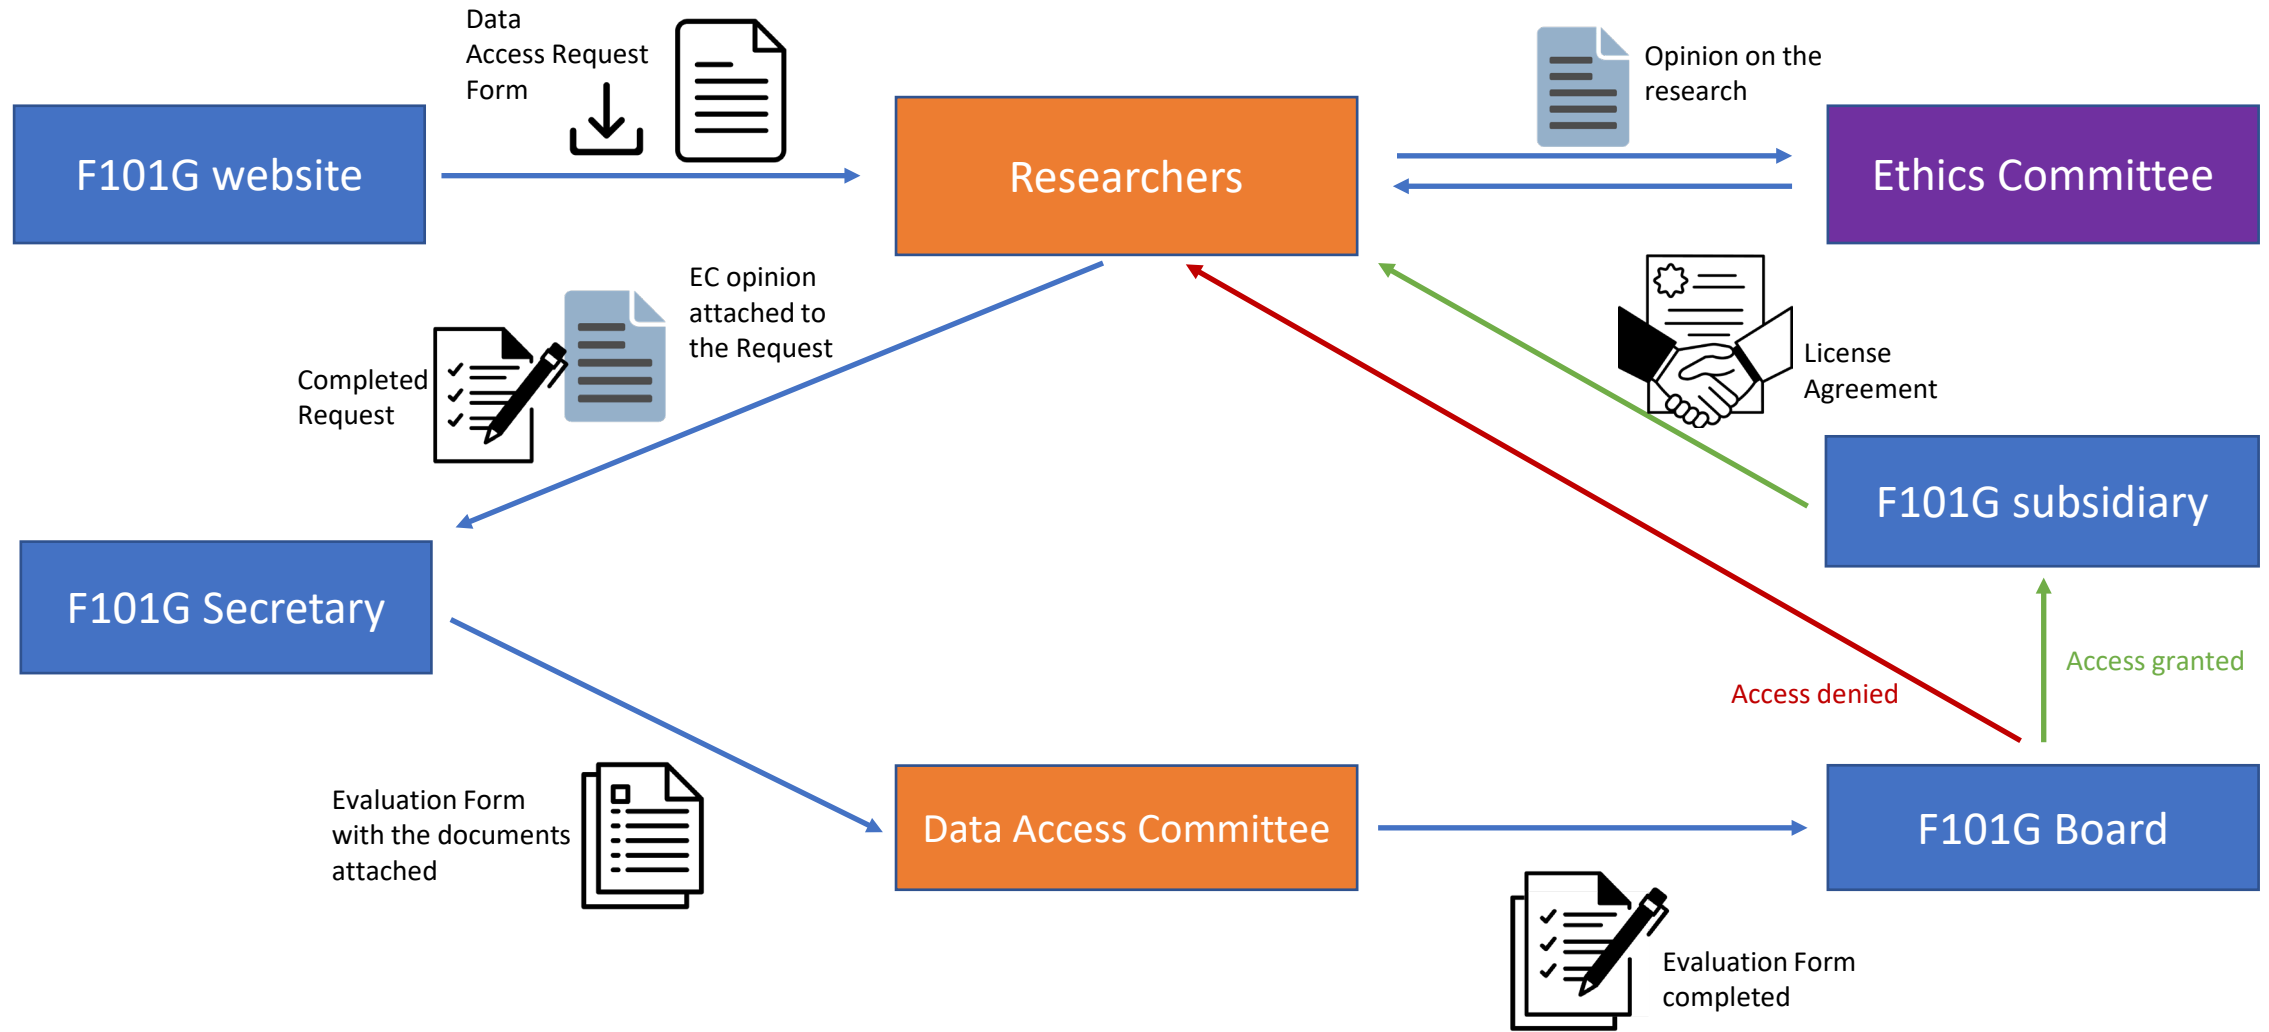 Data
Access Request
Form
F101G website
Researchers
Opinion on the
research
Ethics Committee
EC opinion
attached to
the Request
Completed
Request
License
Agreement
F101G subsidiary
F101G Secretary
Access granted
Access denied
Evaluation Form
with the documents
attached
Data Access Committee
F101G Board
Evaluation Form
completed